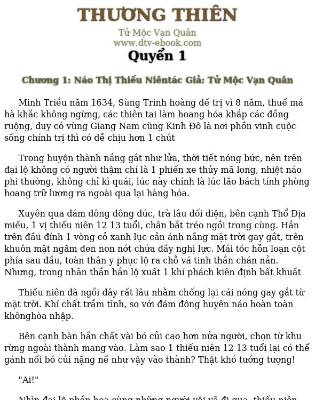 THƯƠNG THIÊN
Tử Mộc Vạn Quân
www.dtv-ebook.com
Quyển 1
Chương 1: Náo Thị Thiếu Niêntác Giả: Tử Mộc Vạn Quân
Minh Triều năm 1634, Sùng Trinh hoàng đế trị vì 8 năm, thuế má
hà khắc không ngừng, các thiên tai làm hoang hóa khắp các đồng
ruộng, duy có vùng Giang Nam cùng Kinh Đô là nơi phồn vinh cuộc
sống chính trị thì có dễ chịu hơn 1 chút
Trong huyện thành nắng gắt như lửa, thời tiết nóng bức, nên trên
đại lộ không có người thậm chí là 1 phiến xe thủy mã long, nhiệt náo
phi thường, không chỉ kì quái, lúc này chính là lúc lão bách tính phòng
hoang trữ lương ra ngoài qua lại hàng hóa.
Xuyên qua đám đông đông đúc, trà lâu đối diện, bên cạnh Thổ Địa
miếu, 1 vị thiếu niên 12 13 tuổi, chân bắt tréo ngồi trong cùng. Hắn
trên đầu đính 1 vòng cỏ xanh lục cản ánh nắng mặt trời gay gắt, trên
khuôn mặt ngăm đen non nớt chứa dầy nghị lực. Mái tóc hỗn loạn cột
phía sau đầu, toàn thân y phục lộ ra chỗ vá tinh thần chán nản.
Nhưng, trong nhãn thần hắn lộ xuất 1 khí phách kiên định bất khuất
Thiếu niên đã ngồi đây rất lâu nhằm chống lại cái nóng gay gắt từ
mặt trời. Khí chất trầm tĩnh, so với đám đông huyên náo hoàn toàn
khônghòa nhập.
Bên cạnh bàn hắn chất vài bó củi cao hơn nửa người, chọn từ khu
rừng ngoài thành mang vào. Làm sao 1 thiếu niên 12 13 tuổi lại có thể
gánh nổi bó củi nặng nề như vậy vào thành? Thật khó tưởng tượng!
"Ai!"